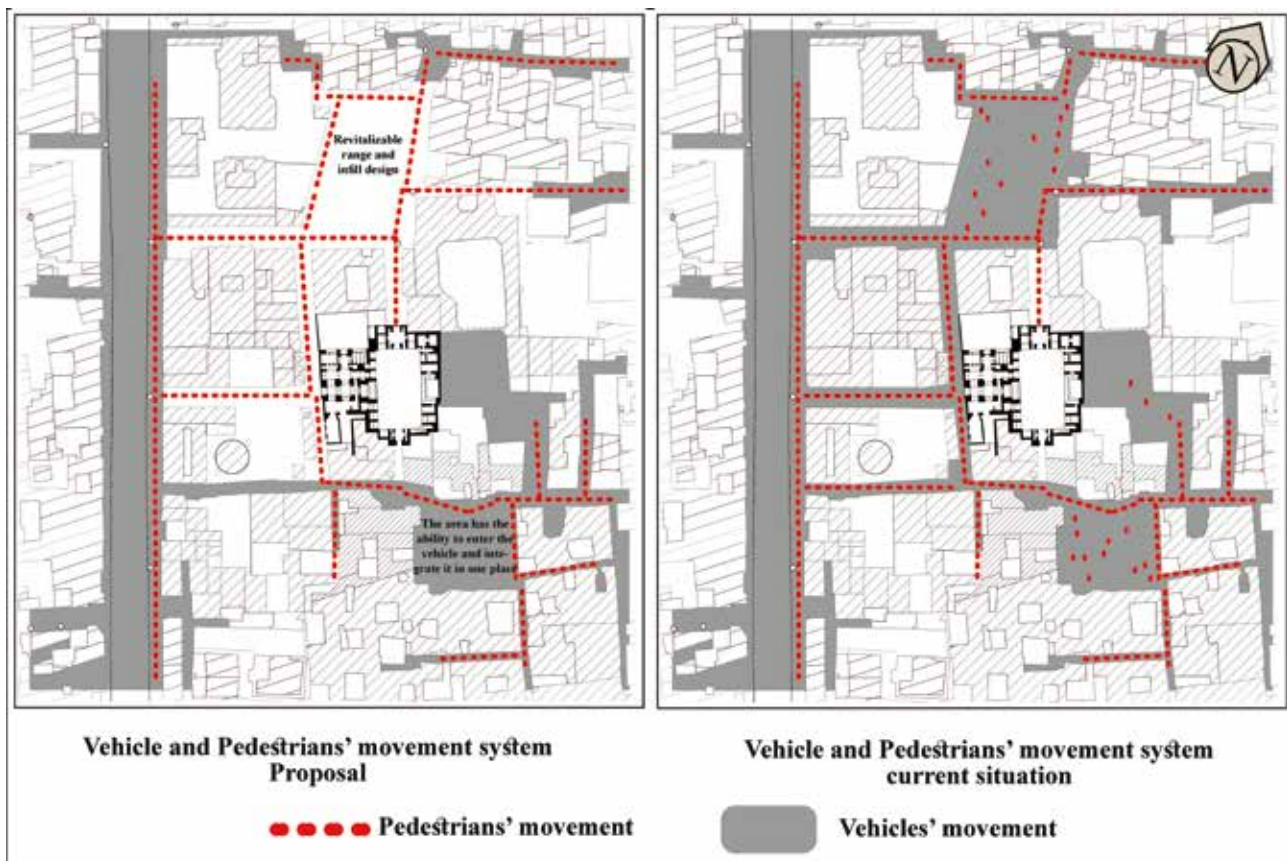 Revitalizable
range and
infill design
The area has the
ability to enter the
vehicle and inte-
grate it in one place
N
Vehicle and Pedestrians' movement system
Proposal
Vehicle and Pedestrians' movement system
current situation
Pedestrians' movement
Vehicles' movement